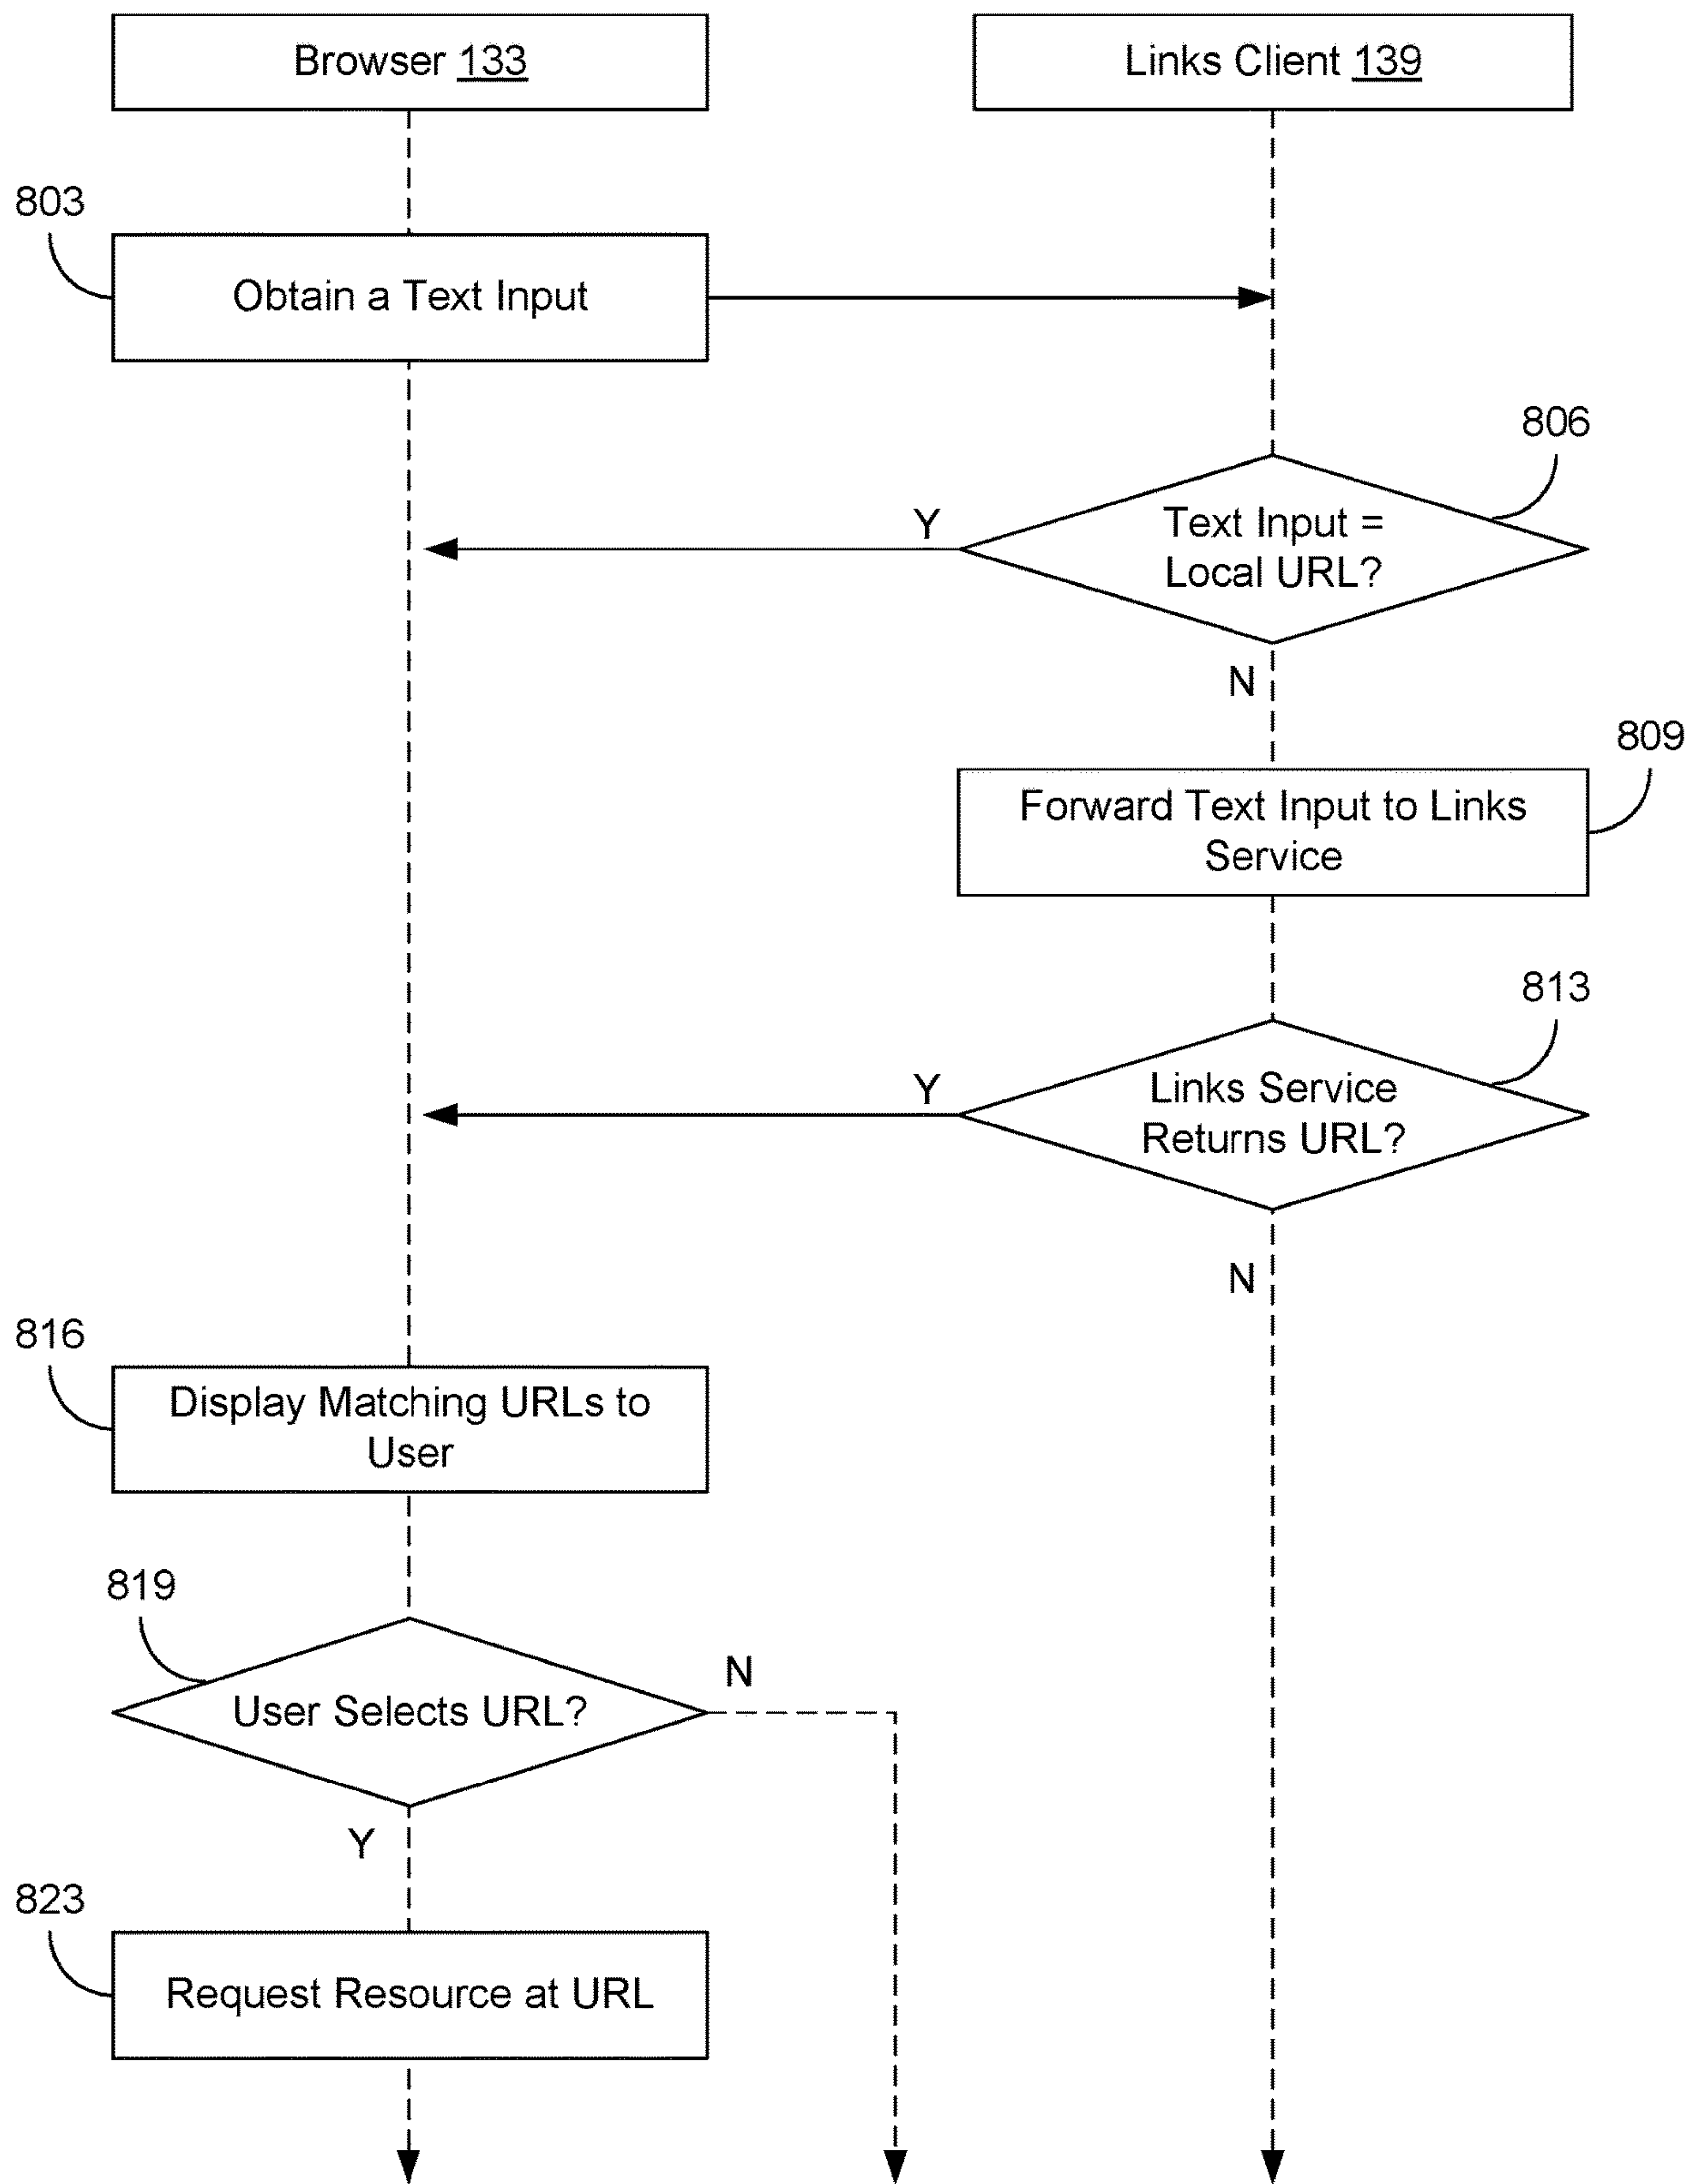 Browser 133
Links Client 139
803
Obtain a Text Input
806
Y
Text Input =
Local URL?
N
809
Forward Text Input to Links
Service
813
Y
Links Service
Returns URL?
N
816
Display Matching URLs to
User
819
N
User Selects URL?
Y
823
Request Resource at URL